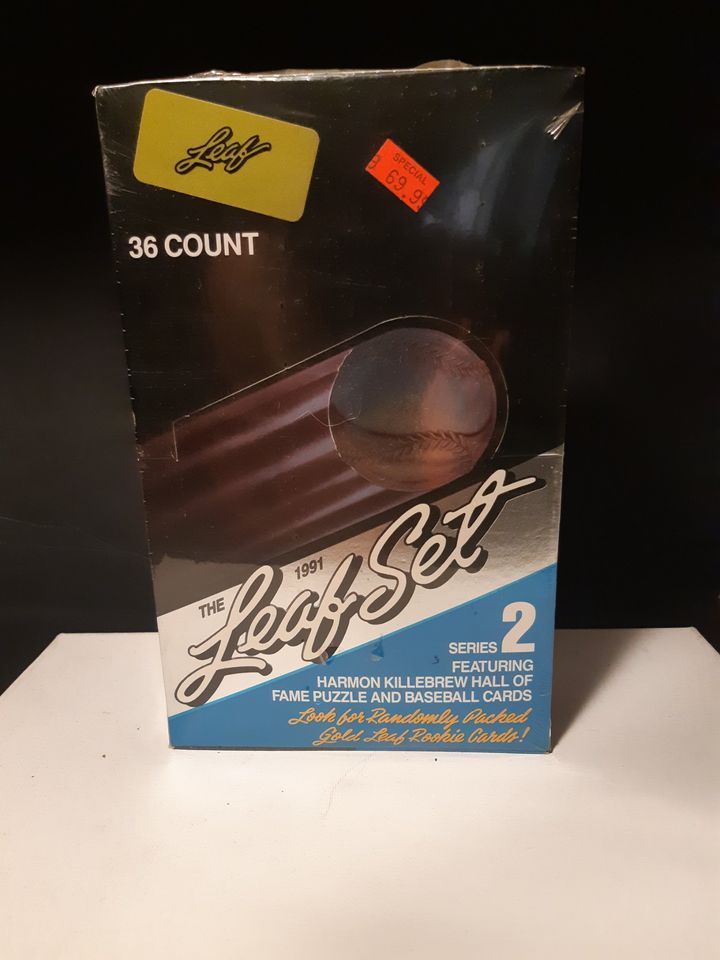 Leaf
SPECIAL
69.99
36 COUNT
THE 1991
Leaf Set
SERIES 2
FEATURING
HARMON KILLEBREW HALL OF
FAME PUZZLE AND BASEBALL CARDS
Look for Randomly Packed
Gold Leaf Rookie Cards!